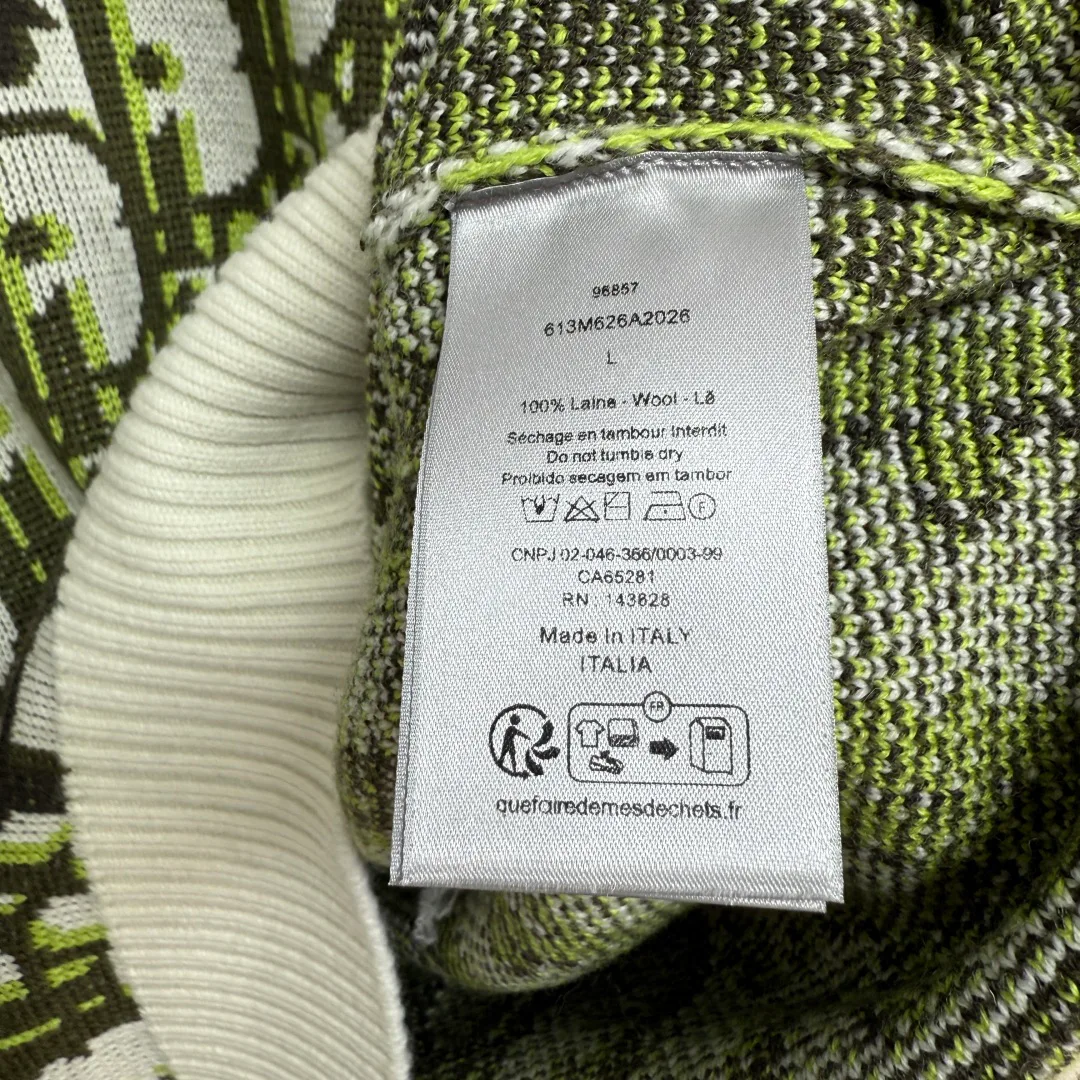 96857
613M626A2026
L
100% Laine - Wool - Lã
Séchage en tambour interdit
Do not tumble dry
Proibido secagem em tambor
F
CNPJ 02-046-366/0003-99
CA65281
RN : 143628
Made in ITALY
ITALIA
FR
quefairedemesdechets.fr